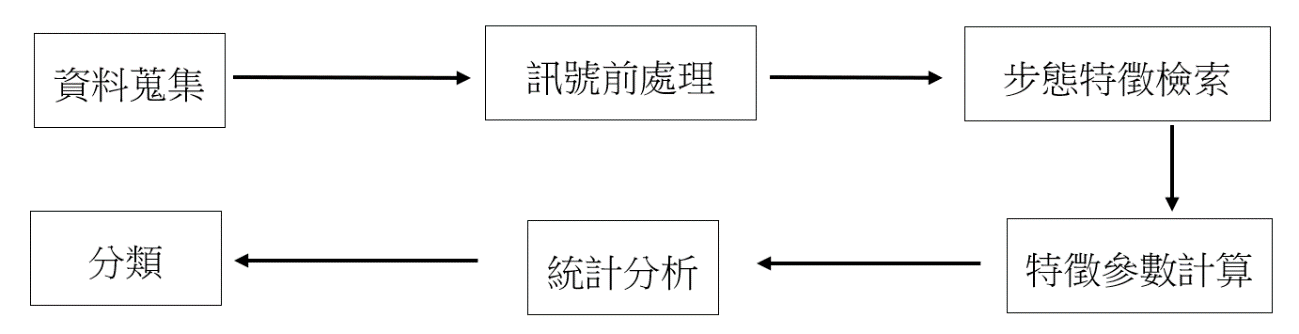 資料蒐集
訊號前處理
步態特徵檢索
特徵參數計算
統計分析
分類